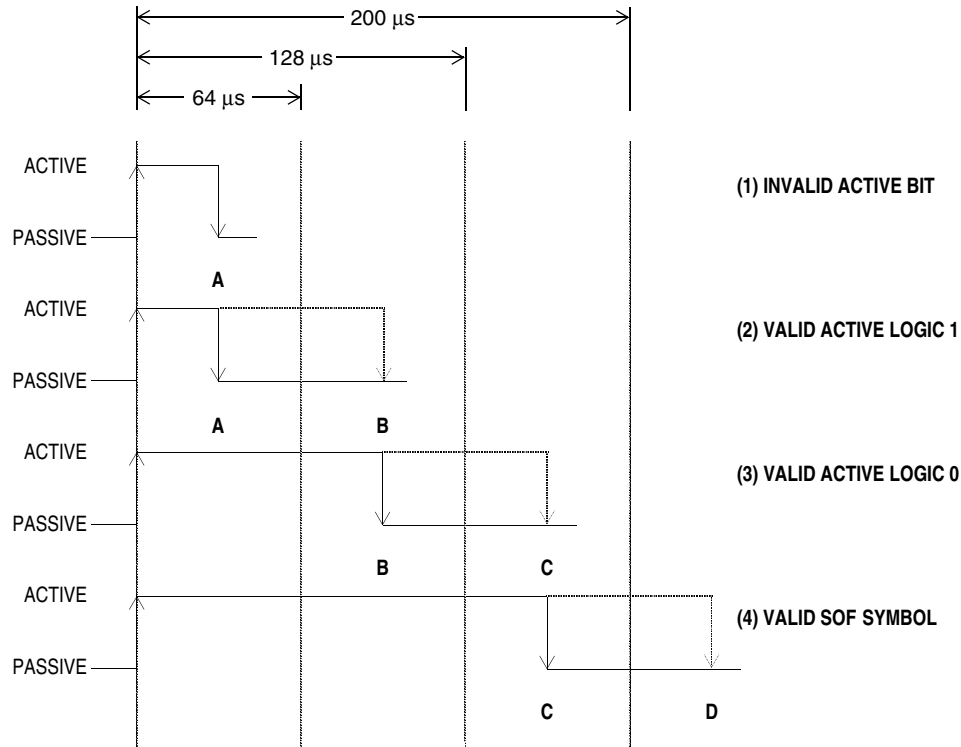 200 μs
128 μs
64 μs
ACTIVE
(1) INVALID ACTIVE BIT
PASSIVE
A
ACTIVE
(2) VALID ACTIVE LOGIC 1
PASSIVE
A B
ACTIVE
(3) VALID ACTIVE LOGIC 0
PASSIVE
B C
ACTIVE
(4) VALID SOF SYMBOL
PASSIVE
C D